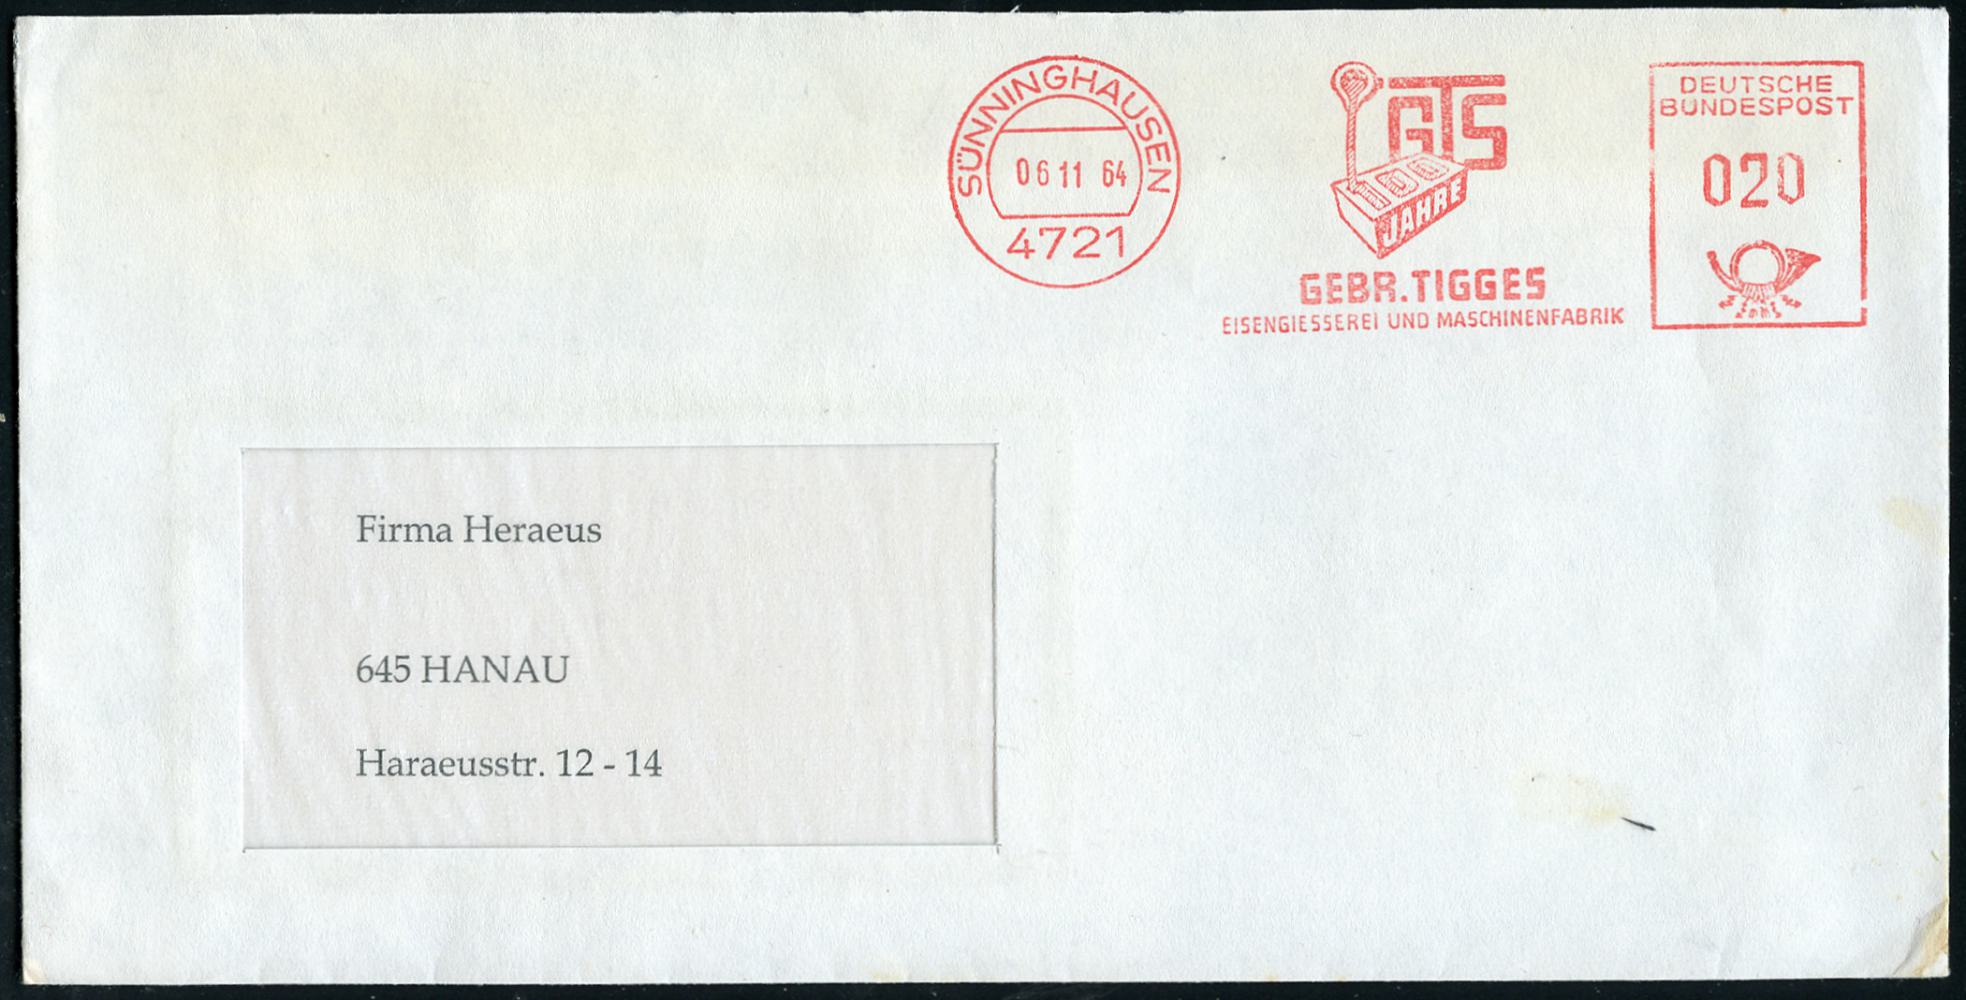 SÜNNINGHAUSEN
06 11 64
4721
GTS
100
JAHRE
GEBR. TIGGES
EISENGIESSEREI UND MASCHINENFABRIK
DEUTSCHE
BUNDESPOST
020
Firma Heraeus
645 HANAU
Haraeusstr. 12 - 14